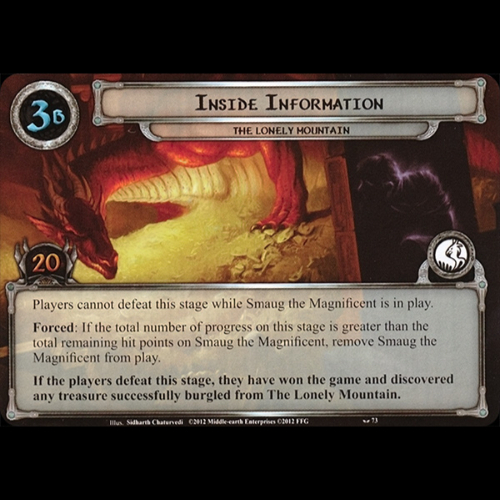 3B
INSIDE INFORMATION
THE LONELY MOUNTAIN
20
Players cannot defeat this stage while Smaug the Magnificent is in play.
Forced: If the total number of progress on this stage is greater than the
total remaining hit points on Smaug the Magnificent, remove Smaug the
Magnificent from play.
If the players defeat this stage, they have won the game and discovered
any treasure successfully burgled from The Lonely Mountain.
Illus. Sidharth Chaturvedi ©2012 Middle-earth Enterprises ©2012 FFG 73